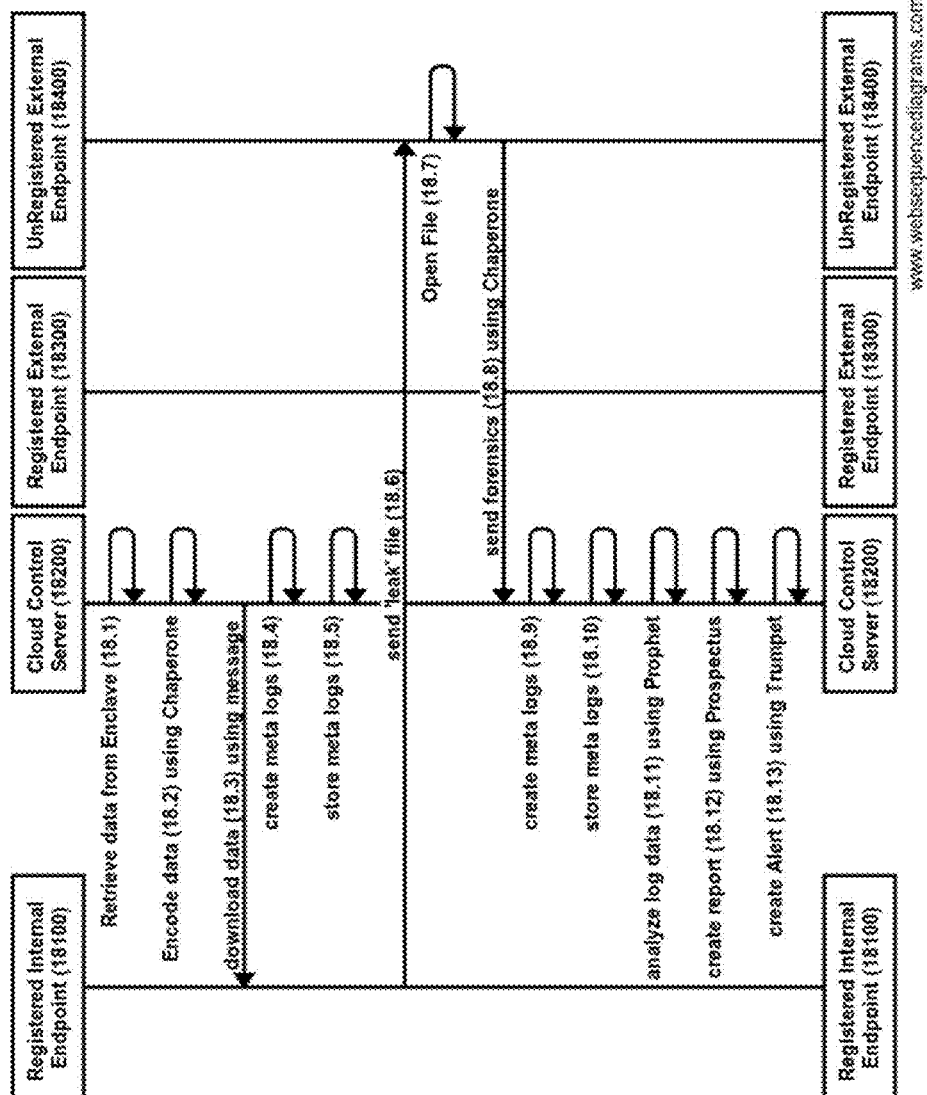 Registered Internal
Endpoint (18100)
Cloud Control
Server (18200)
Registered External
Endpoint (18300)
UnRegistered External
Endpoint (18400)
Retrieve data from Enclave (18.1)
Encode data (18.2) using Chaperone
download data (18.3) using message
create meta logs (18.4)
store meta logs (18.5)
send 'leak' file (18.6)
Open File (18.7)
send forensics (18.8) using Chaperone
create meta logs (18.9)
store meta logs (18.10)
analyze log data (18.11) using Prophet
create report (18.12) using Prospectus
create Alert (18.13) using Trumpet
Registered Internal
Endpoint (18100)
Cloud Control
Server (18200)
Registered External
Endpoint (18300)
UnRegistered External
Endpoint (18400)
www.websequencediagrams.com